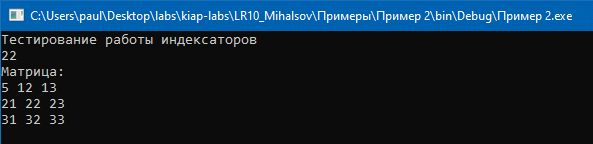 C:\Users\paul\Desktop\labs\kiap-labs\LR10_Mihalsov\Примеры\Пример 2\bin\Debug\Пример 2.exe
Тестирование работы индексаторов
22
Матрица:
5 12 13
21 22 23
31 32 33